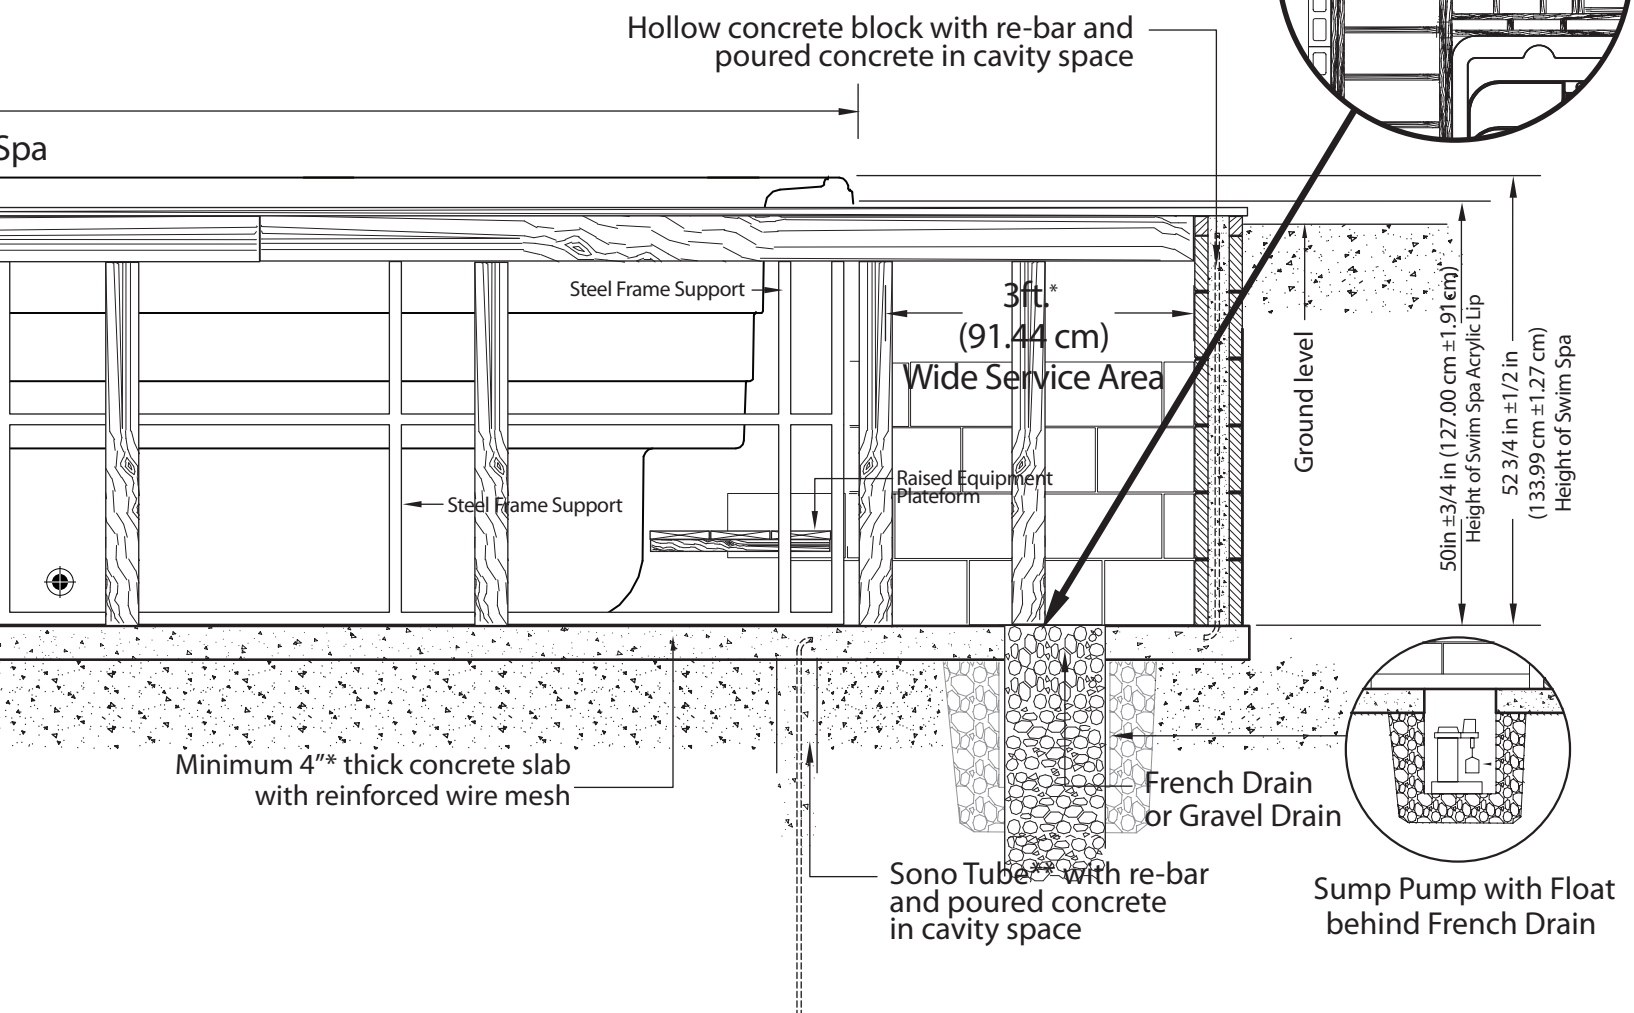 Hollow concrete block with re-bar and
poured concrete in cavity space
Spa
Steel Frame Support
3ft.*
(91.44 cm)
Wide Service Area
Steel Frame Support
Raised Equipment
Plateform
Ground level
50in ±3/4 in (127.00 cm ±1.91cm)
Height of Swim Spa Acrylic Lip
52 3/4 in ±1/2 in
(133.99 cm ±1.27 cm)
Height of Swim Spa
Minimum 4"* thick concrete slab
with reinforced wire mesh
French Drain
or Gravel Drain
Sono Tube** with re-bar
and poured concrete
in cavity space
Sump Pump with Float
behind French Drain